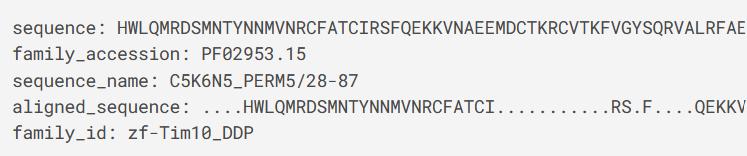 sequence: HWLQMRDSMNTYNNMVNRCFATCIRSFQEKKVNAEEMDCTKRCVTKFVGYSQRVALRFAE
family_accession: PF02953.15
sequence_name: C5K6N5_PERM5/28-87
aligned_sequence: ....HWLQMRDSMNTYNNMVNRCFATCI...........RS.F....QEKKV
family_id: zf-Tim10_DDP